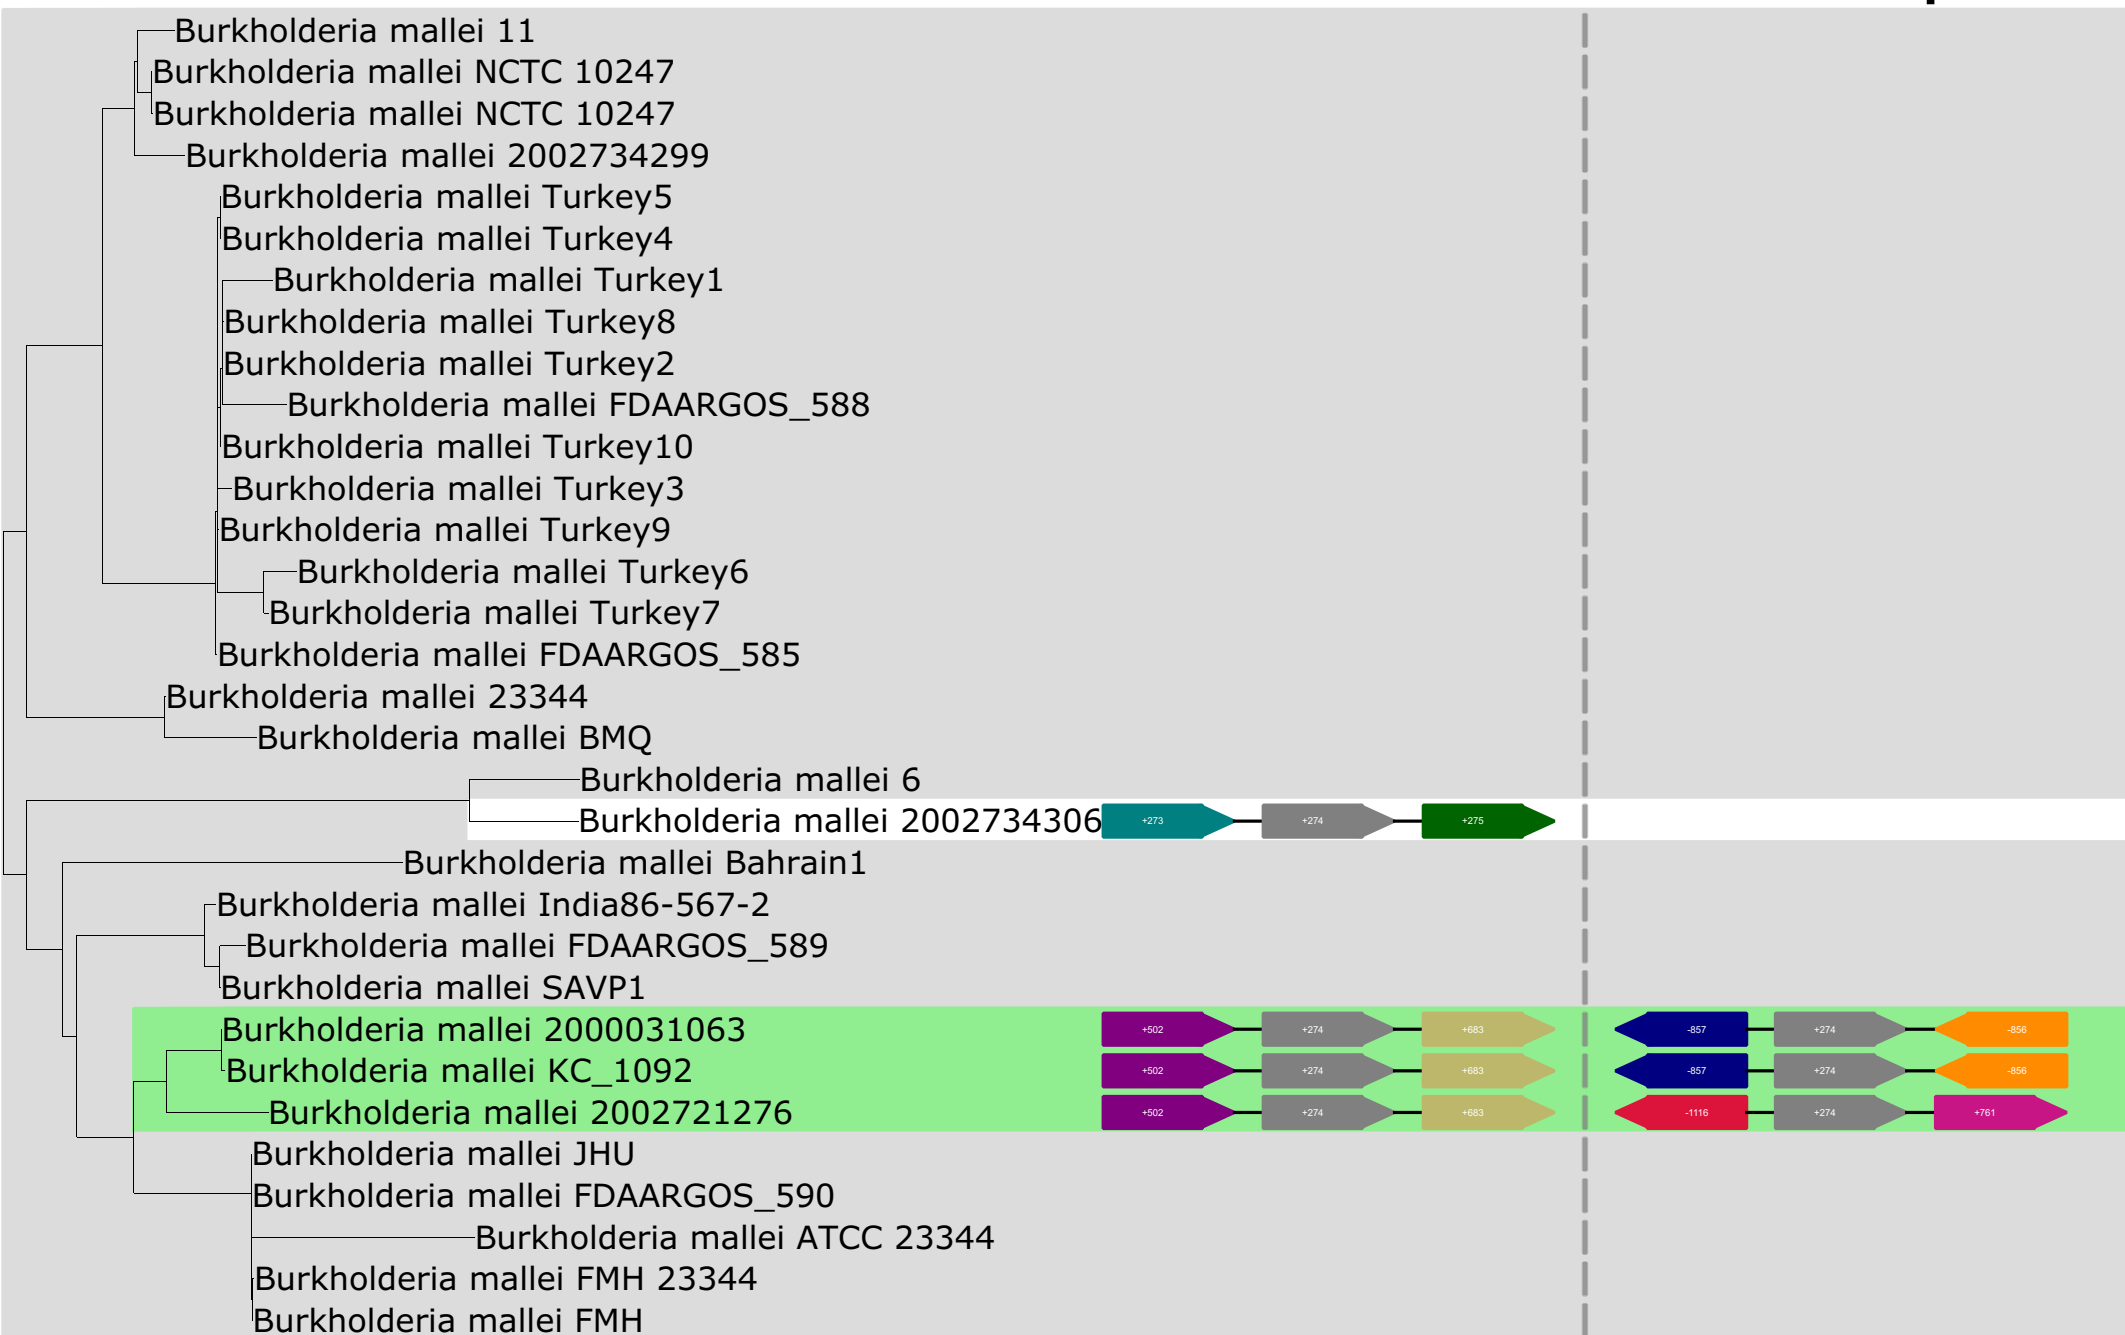 Burkholderia mallei 11
Burkholderia mallei NCTC 10247
Burkholderia mallei NCTC 10247
Burkholderia mallei 2002734299
Burkholderia mallei Turkey5
Burkholderia mallei Turkey4
Burkholderia mallei Turkey1
Burkholderia mallei Turkey8
Burkholderia mallei Turkey2
Burkholderia mallei FDAARGOS_588
Burkholderia mallei Turkey10
Burkholderia mallei Turkey3
Burkholderia mallei Turkey9
Burkholderia mallei Turkey6
Burkholderia mallei Turkey7
Burkholderia mallei FDAARGOS_585
Burkholderia mallei 23344
Burkholderia mallei BMQ
Burkholderia mallei 6
Burkholderia mallei 2002734306 +273 +274 +275
Burkholderia mallei Bahrain1
Burkholderia mallei India86-567-2
Burkholderia mallei FDAARGOS_589
Burkholderia mallei SAVP1
Burkholderia mallei 2000031063 +502 +274 +683 -857 +274 -856
Burkholderia mallei KC_1092 +502 +274 +683 -857 +274 -856
Burkholderia mallei 2002721276 +502 +274 +683 -1116 +274 +761
Burkholderia mallei JHU
Burkholderia mallei FDAARGOS_590
Burkholderia mallei ATCC 23344
Burkholderia mallei FMH 23344
Burkholderia mallei FMH